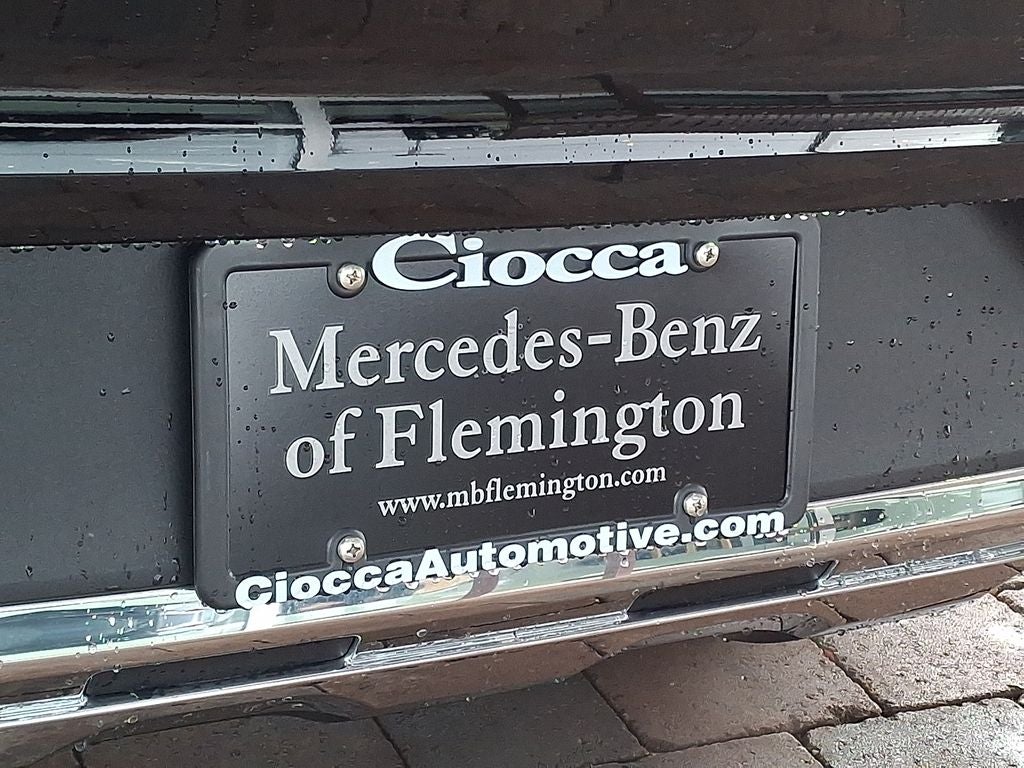 Ciocca
Mercedes-Benz
of Flemington
www.mbflemington.com
CioccaAutomotive.com